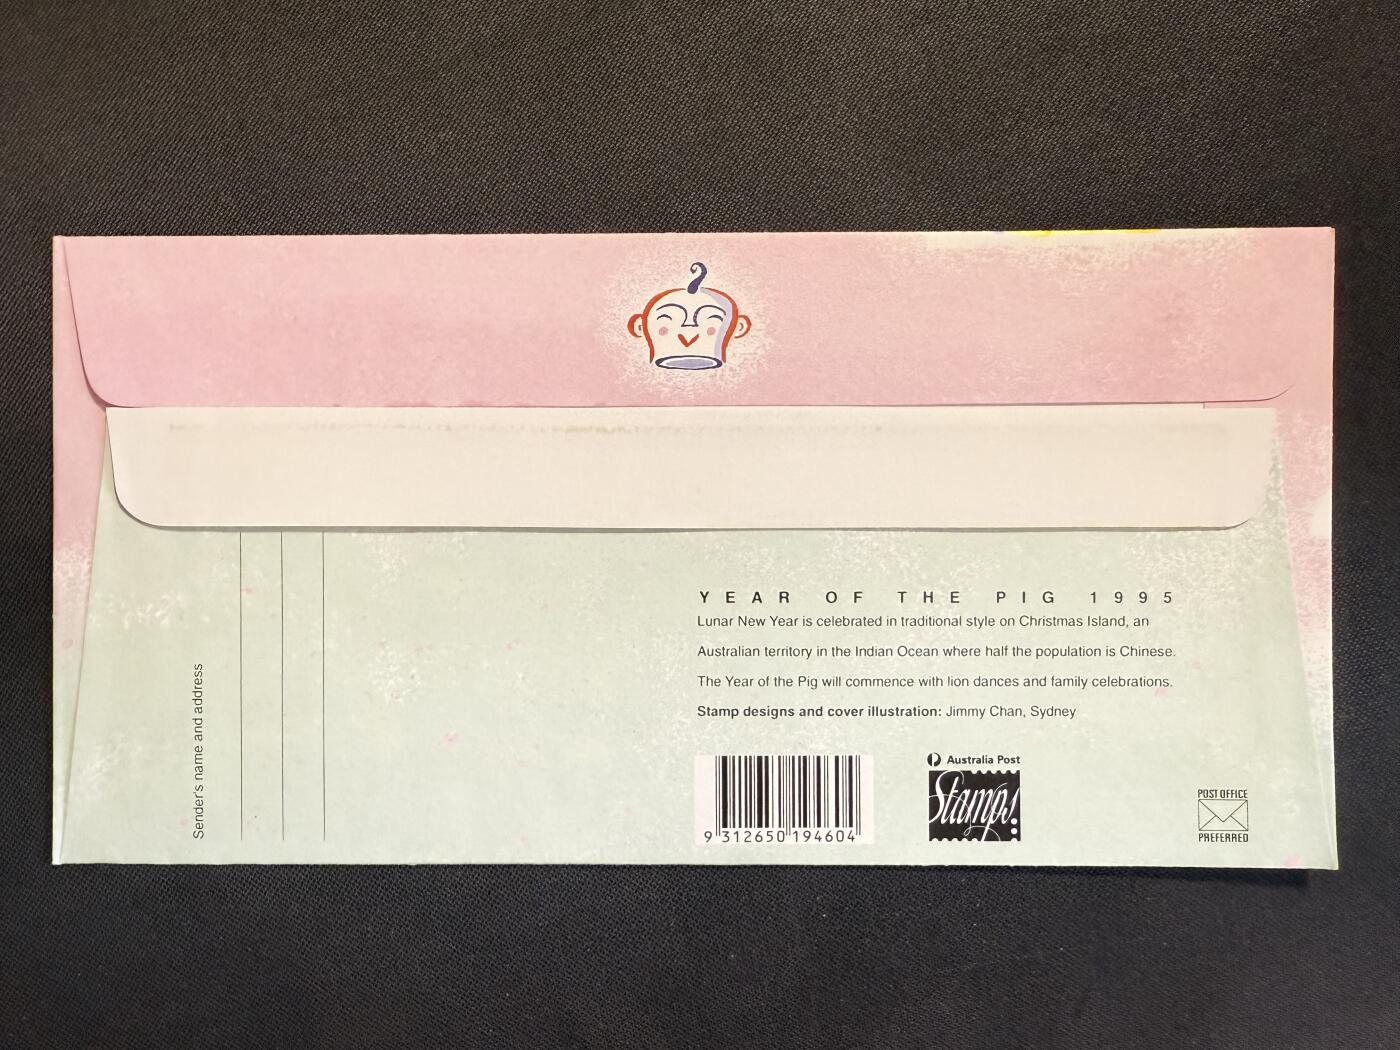 YEAR OF THE PIG 1995
Lunar New Year is celebrated in traditional style on Christmas Island, an
Australian territory in the Indian Ocean where half the population is Chinese.
The Year of the Pig will commence with lion dances and family celebrations.
Stamp designs and cover illustration: Jimmy Chan, Sydney
Sender's name and address
9 312650 194604
Australia Post
Stamps!
POST OFFICE
PREFERRED